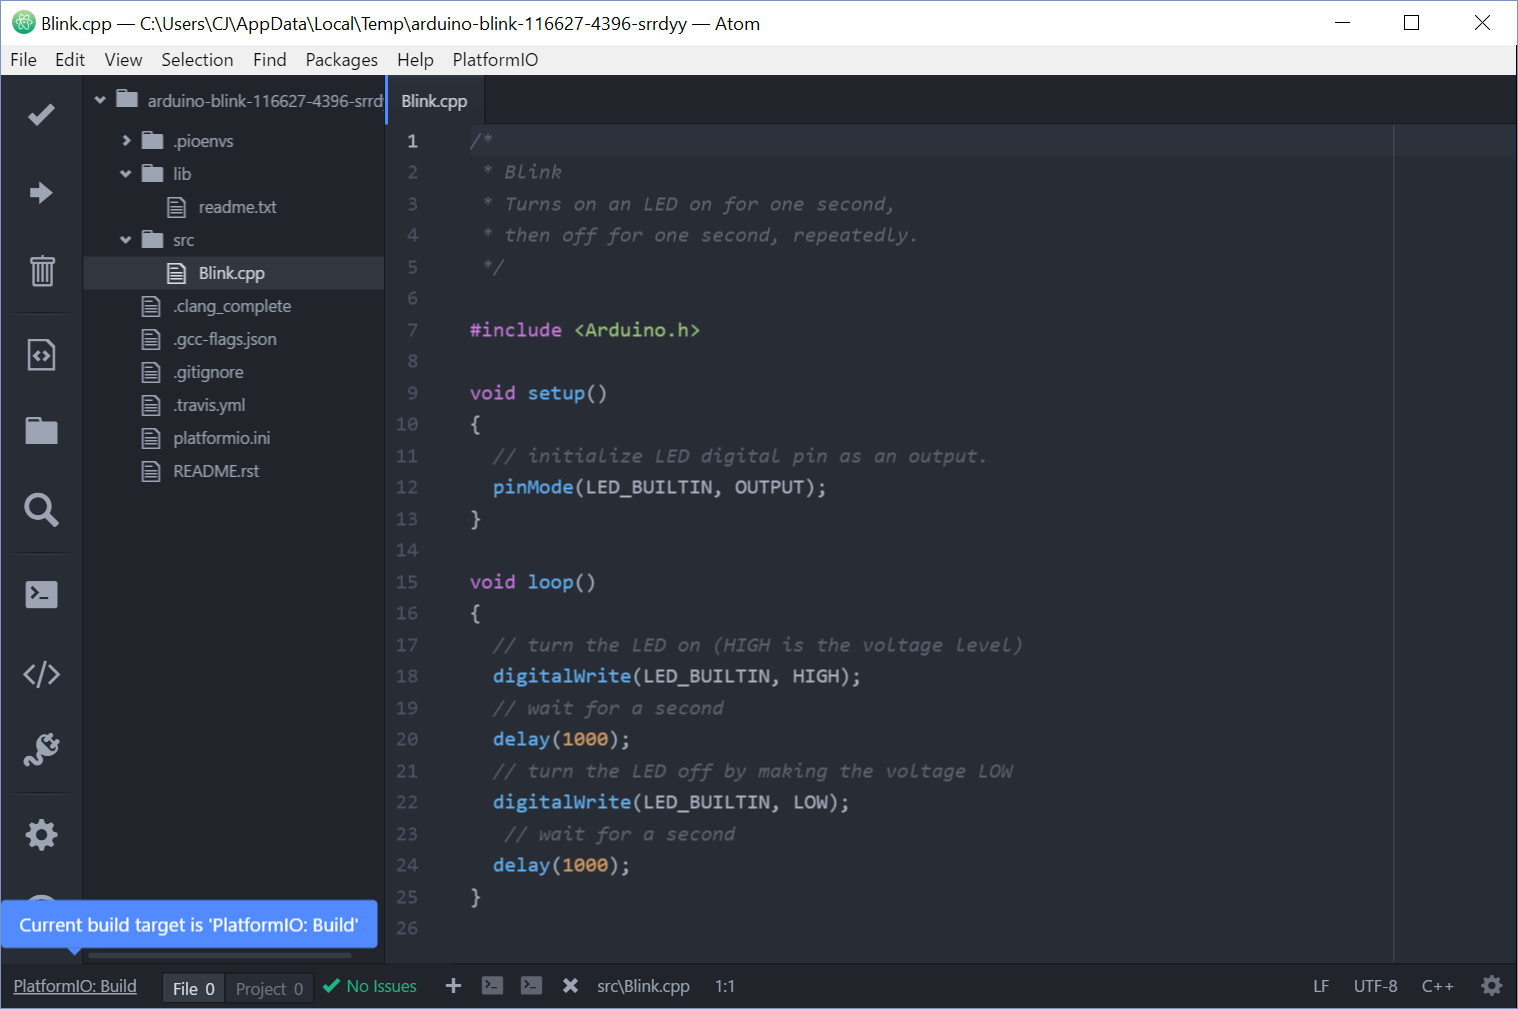 Blink.cpp — C:\Users\CJ\AppData\Local\Temp\arduino-blink-116627-4396-srrdyy — Atom
File Edit View Selection Find Packages Help PlatformIO
arduino-blink-116627-4396-srrd
.pioenvs
lib
readme.txt
src
Blink.cpp
.clang_complete
.gcc-flags.json
.gitignore
.travis.yml
platformio.ini
README.rst
Blink.cpp
1 /*
2  * Blink
3  * Turns on an LED on for one second,
4  * then off for one second, repeatedly.
5  */
6
7 #include <Arduino.h>
8
9 void setup()
10 {
11   // initialize LED digital pin as an output.
12   pinMode(LED_BUILTIN, OUTPUT);
13 }
14
15 void loop()
16 {
17   // turn the LED on (HIGH is the voltage level)
18   digitalWrite(LED_BUILTIN, HIGH);
19   // wait for a second
20   delay(1000);
21   // turn the LED off by making the voltage LOW
22   digitalWrite(LED_BUILTIN, LOW);
23    // wait for a second
24   delay(1000);
25 }
26
Current build target is 'PlatformIO: Build'
PlatformIO: Build File 0 Project 0 No Issues src\Blink.cpp 1:1 LF UTF-8 C++